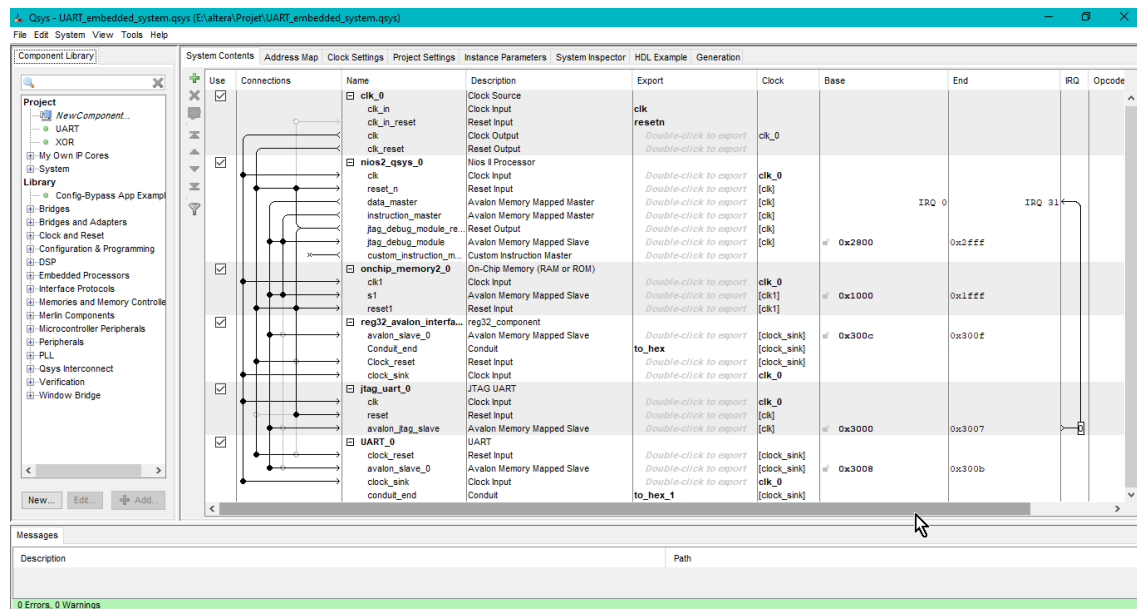 Qsys - UART_embedded_system.qsys (E:\altera\Projet\UART_embedded_system.qsys)
File Edit System View Tools Help
Component Library
Project
NewComponent...
UART
XOR
My Own IP Cores
System
Library
Config-Bypass App Exampl
Bridges
Bridges and Adapters
Clock and Reset
Configuration & Programming
DSP
Embedded Processors
Interface Protocols
Memories and Memory Controlle
Merlin Components
Microcontroller Peripherals
Peripherals
PLL
Qsys Interconnect
Verification
Window Bridge
New... Edit... Add...
System Contents Address Map Clock Settings Project Settings Instance Parameters System Inspector HDL Example Generation
Use Connections Name Description Export Clock Base End IRQ Opcode
clk_0 Clock Source
clk_in Clock Input clk
clk_in_reset Reset Input resetn
clk Clock Output Double-click to export clk_0
clk_reset Reset Output Double-click to export
nios2_qsys_0 Nios II Processor
clk Clock Input Double-click to export clk_0
reset_n Reset Input Double-click to export [clk]
data_master Avalon Memory Mapped Master Double-click to export [clk] IRQ 0 IRQ 31
instruction_master Avalon Memory Mapped Master Double-click to export [clk]
jtag_debug_module_re... Reset Output Double-click to export [clk]
jtag_debug_module Avalon Memory Mapped Slave Double-click to export [clk] 0x2800 0x2fff
custom_instruction_m... Custom Instruction Master Double-click to export
onchip_memory2_0 On-Chip Memory (RAM or ROM)
clk1 Clock Input Double-click to export clk_0
s1 Avalon Memory Mapped Slave Double-click to export [clk1] 0x1000 0x1fff
reset1 Reset Input Double-click to export [clk1]
reg32_avalon_interfa... reg32_component
avalon_slave_0 Avalon Memory Mapped Slave Double-click to export [clock_sink] 0x300c 0x300f
Conduit_end Conduit to_hex [clock_sink]
Clock_reset Reset Input Double-click to export [clock_sink]
clock_sink Clock Input Double-click to export clk_0
jtag_uart_0 JTAG UART
clk Clock Input Double-click to export clk_0
reset Reset Input Double-click to export [clk]
avalon_jtag_slave Avalon Memory Mapped Slave Double-click to export [clk] 0x3000 0x3007 0
UART_0 UART
clock_reset Reset Input Double-click to export [clock_sink]
avalon_slave_0 Avalon Memory Mapped Slave Double-click to export [clock_sink] 0x3008 0x300b
clock_sink Clock Input Double-click to export clk_0
conduit_end Conduit to_hex_1 [clock_sink]
Messages
Description Path
0 Errors, 0 Warnings